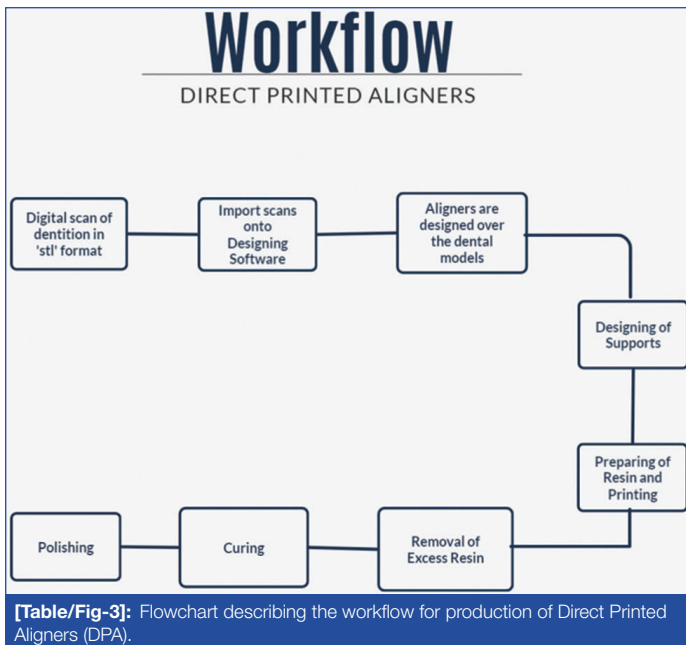 Workflow
DIRECT PRINTED ALIGNERS
Digital scan of
dentition in
'stl' format
Import scans
onto
Designing
Software
Aligners are
designed over
the dental
models
Designing of
Supports
Preparing of
Resin and
Printing
Removal of
Excess Resin
Curing
Polishing
[Table/Fig-3]: Flowchart describing the workflow for production of Direct Printed
Aligners (DPA).